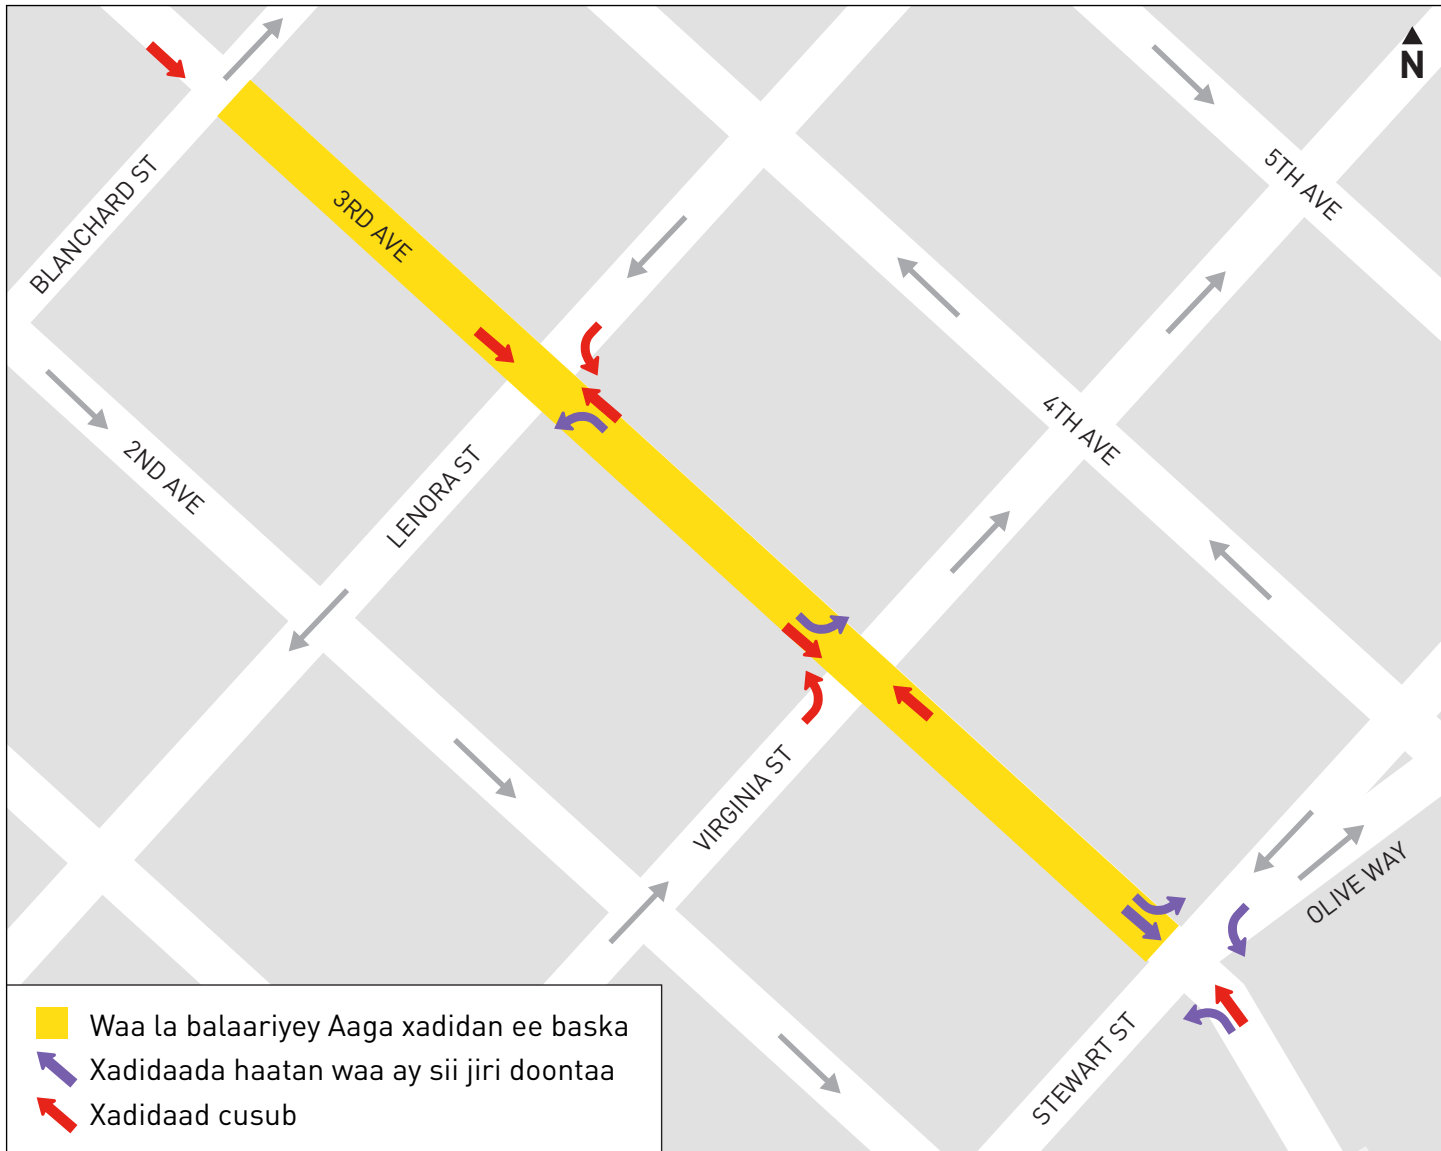 N
5TH AVE
BLANCHARD ST
3RD AVE
4TH AVE
2ND AVE
LENORA ST
VIRGINIA ST
OLIVE WAY
STEWART ST
Waa la balaariyey Aaga xadidan ee baska
Xadidaada haatan waa ay sii jiri doontaa
Xadidaad cusub